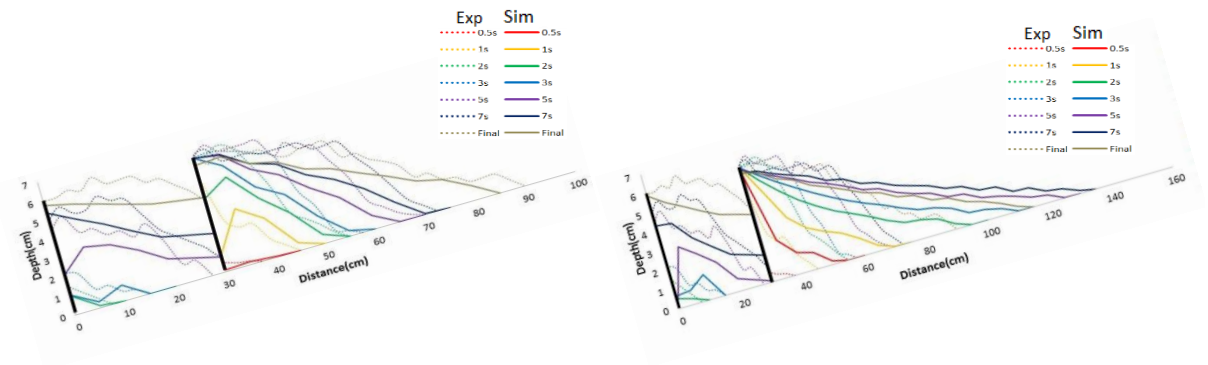 Exp Sim
0.5s 0.5s
1s 1s
2s 2s
3s 3s
5s 5s
7s 7s
Final Final
7
6
5
4
3
2
1
0
Depth(cm)
0
10
20
30
40
50
60
70
80
90
100
Distance(cm)
Exp Sim
0.5s 0.5s
1s 1s
2s 2s
3s 3s
5s 5s
7s 7s
Final Final
7
6
5
4
3
2
1
0
Depth(cm)
0
20
40
60
80
100
120
140
160
Distance(cm)